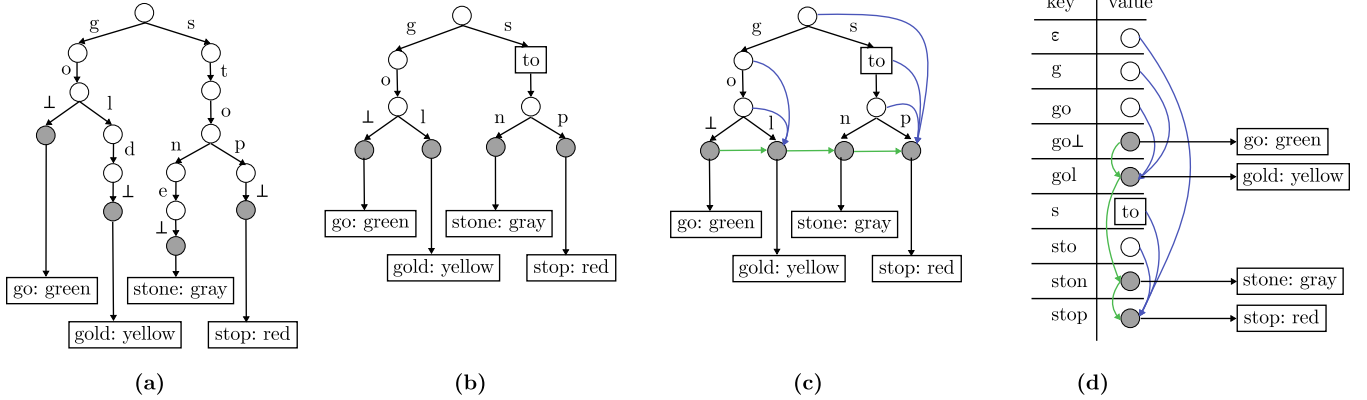 g s
o t
⊥ l o
d n p
⊥ e ⊥
⊥
go: green stone: gray
gold: yellow stop: red
(a)
g s
o to
⊥ l n p
go: green stone: gray
gold: yellow stop: red
(b)
g s
o to
⊥ l n p
go: green stone: gray
gold: yellow stop: red
(c)
key value
ε
g
go
go⊥ go: green
gol gold: yellow
s to
sto
ston stone: gray
stop stop: red
(d)